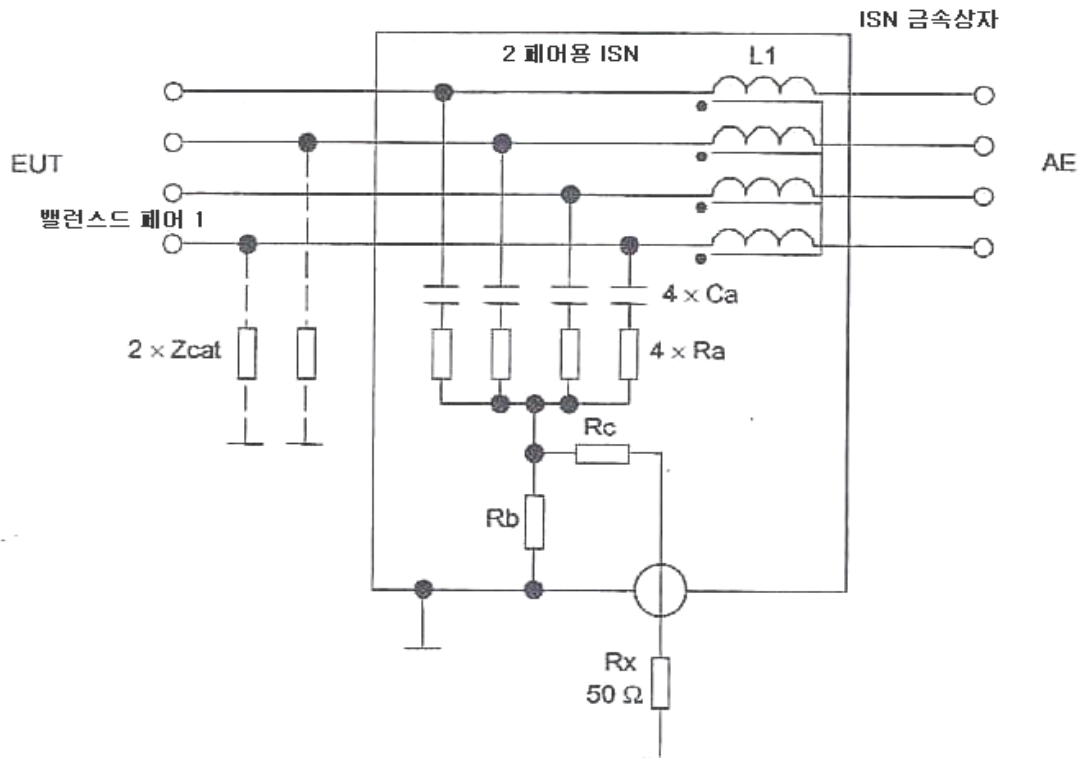 ISN 금속상자
2 페어용 ISN
L1
EUT
AE
밸런스드 페어 1
4 × Ca
2 × Zcat
4 × Ra
Rc
Rb
Rx
50 Ω